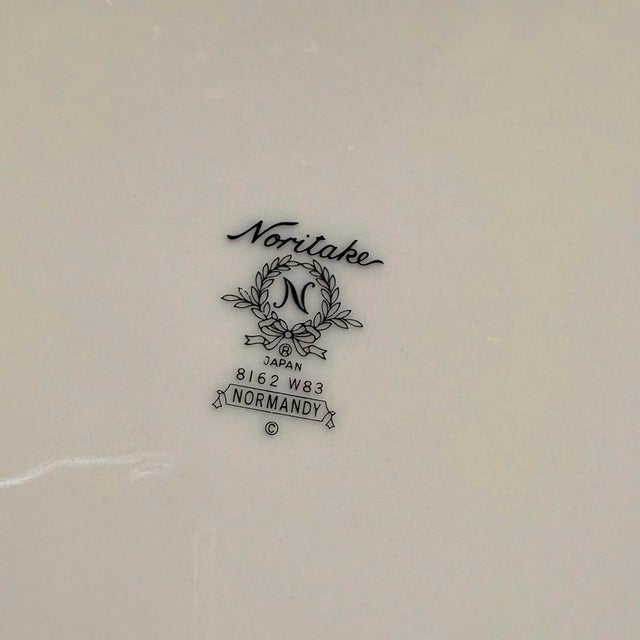 Noritake
N
®
JAPAN
8162 W83
NORMANDY
©